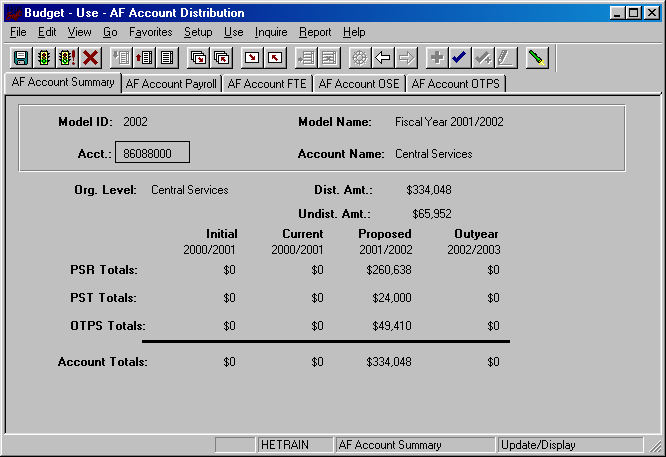 Budget - Use - AF Account Distribution
File Edit View Go Favorites Setup Use Inquire Report Help
AF Account Summary AF Account Payroll AF Account FTE AF Account OSE AF Account OTPS
Model ID: 2002 Model Name: Fiscal Year 2001/2002
Acct.: 86088000 Account Name: Central Services
Org. Level: Central Services Dist. Amt.: $334,048
Undist. Amt.: $65,952
Initial Current Proposed Outyear
2000/2001 2000/2001 2001/2002 2002/2003
PSR Totals: $0 $0 $260,638 $0
PST Totals: $0 $0 $24,000 $0
OTPS Totals: $0 $0 $49,410 $0
Account Totals: $0 $0 $334,048 $0
HETRAIN AF Account Summary Update/Display